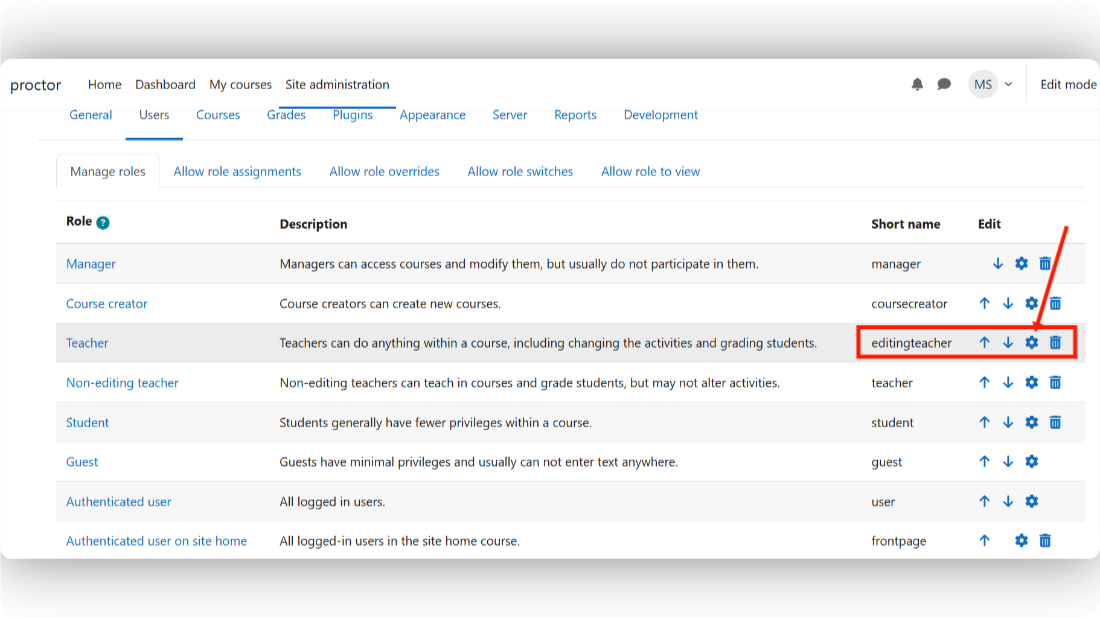 proctor Home Dashboard My courses Site administration MS Edit mode
General Users Courses Grades Plugins Appearance Server Reports Development
Manage roles Allow role assignments Allow role overrides Allow role switches Allow role to view
Role ? Description Short name Edit
Manager Managers can access courses and modify them, but usually do not participate in them. manager
Course creator Course creators can create new courses. coursecreator
Teacher Teachers can do anything within a course, including changing the activities and grading students. editingteacher
Non-editing teacher Non-editing teachers can teach in courses and grade students, but may not alter activities. teacher
Student Students generally have fewer privileges within a course. student
Guest Guests have minimal privileges and usually can not enter text anywhere. guest
Authenticated user All logged in users. user
Authenticated user on site home All logged-in users in the site home course. frontpage